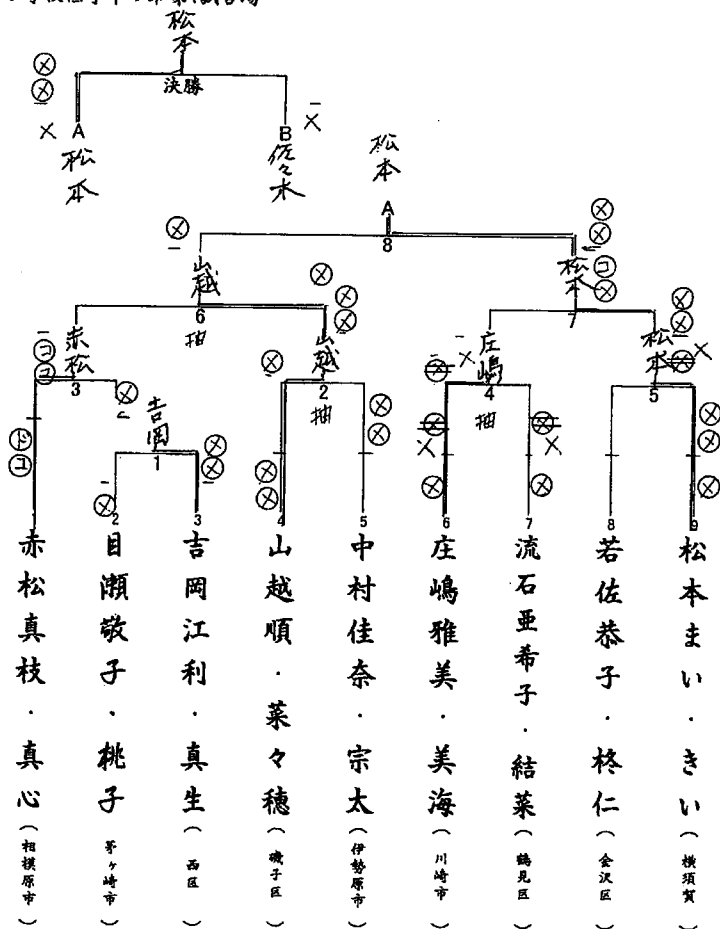 松本
決勝
A
松本
B
佐々木
松本
A
8
山越
松本
6
抽
7
赤松
3
山越
2
抽
庄嶋
4
抽
松本
5
吉岡
1
2
3
4
5
6
7
8
9
赤松真枝・真心（相模原市）
目瀬敬子・桃子（茅ヶ崎市）
吉岡江利・真生（西区）
山越順・菜々穂（磯子区）
中村佳奈・宗太（伊勢原市）
庄嶋雅美・美海（川崎市）
流石亜希子・結菜（鶴見区）
若佐恭子・柊仁（金沢区）
松本まい・きい（横須賀）